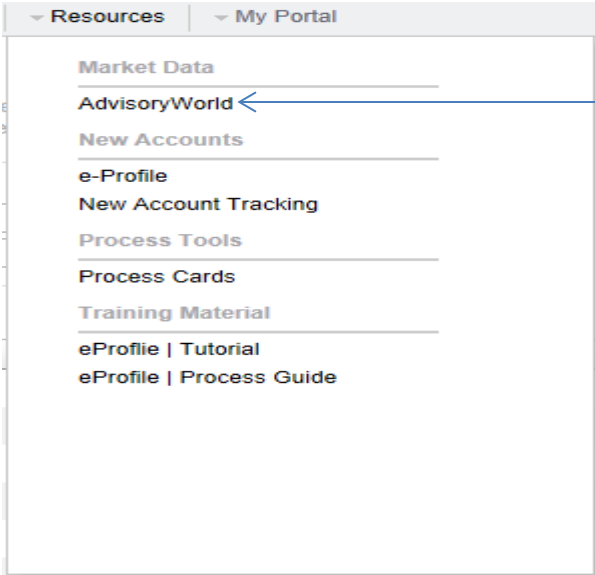 Resources My Portal
Market Data
AdvisoryWorld
New Accounts
e-Profile
New Account Tracking
Process Tools
Process Cards
Training Material
eProflie | Tutorial
eProfile | Process Guide